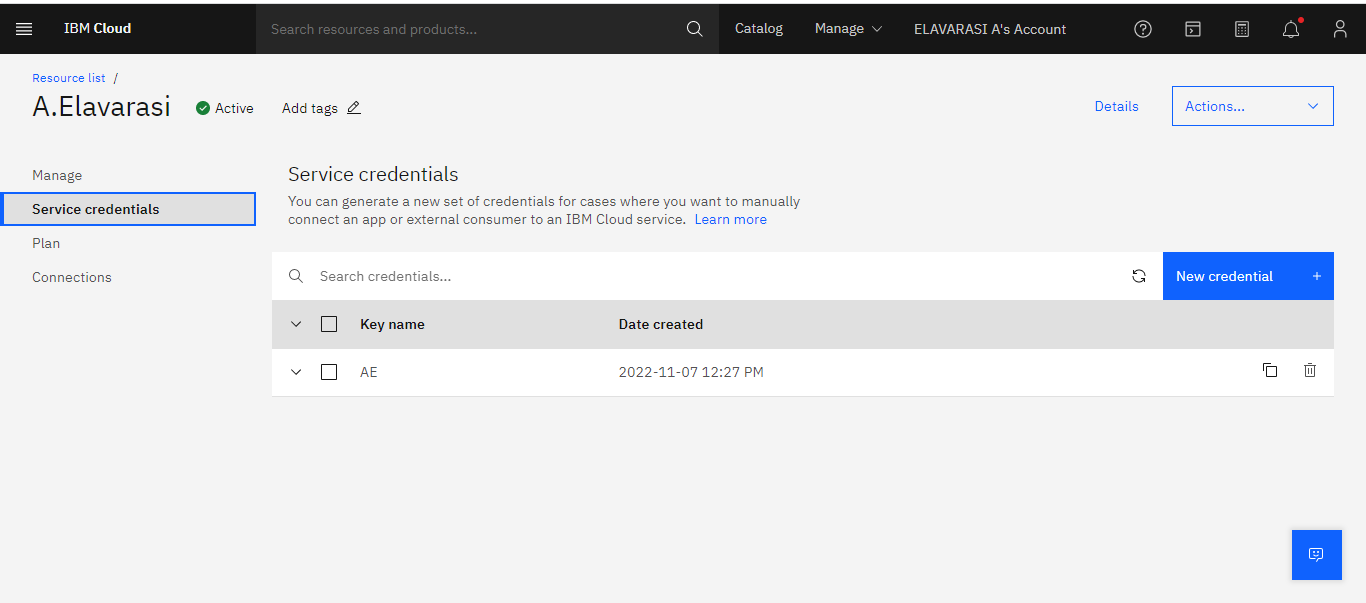 IBM Cloud
Search resources and products...
Catalog
Manage
ELAVARASI A's Account
Resource list /
A.Elavarasi
Active
Add tags
Details
Actions...
Manage
Service credentials
Plan
Connections
Service credentials
You can generate a new set of credentials for cases where you want to manually
connect an app or external consumer to an IBM Cloud service. Learn more
Search credentials...
New credential +
Key name
Date created
AE
2022-11-07 12:27 PM